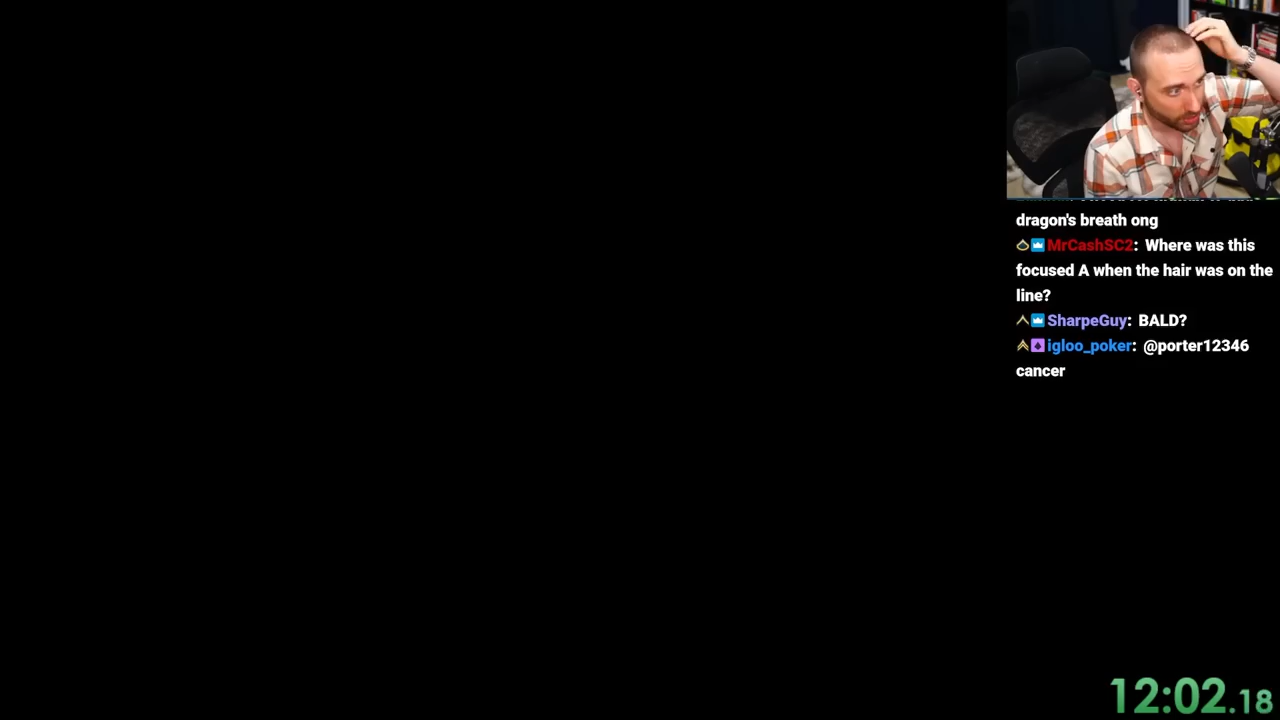 dragon's breath ong
MrCashSC2: Where was this
focused A when the hair was on the
line?
SharpeGuy: BALD?
igloo_poker: @porter12346
cancer
12:02.18